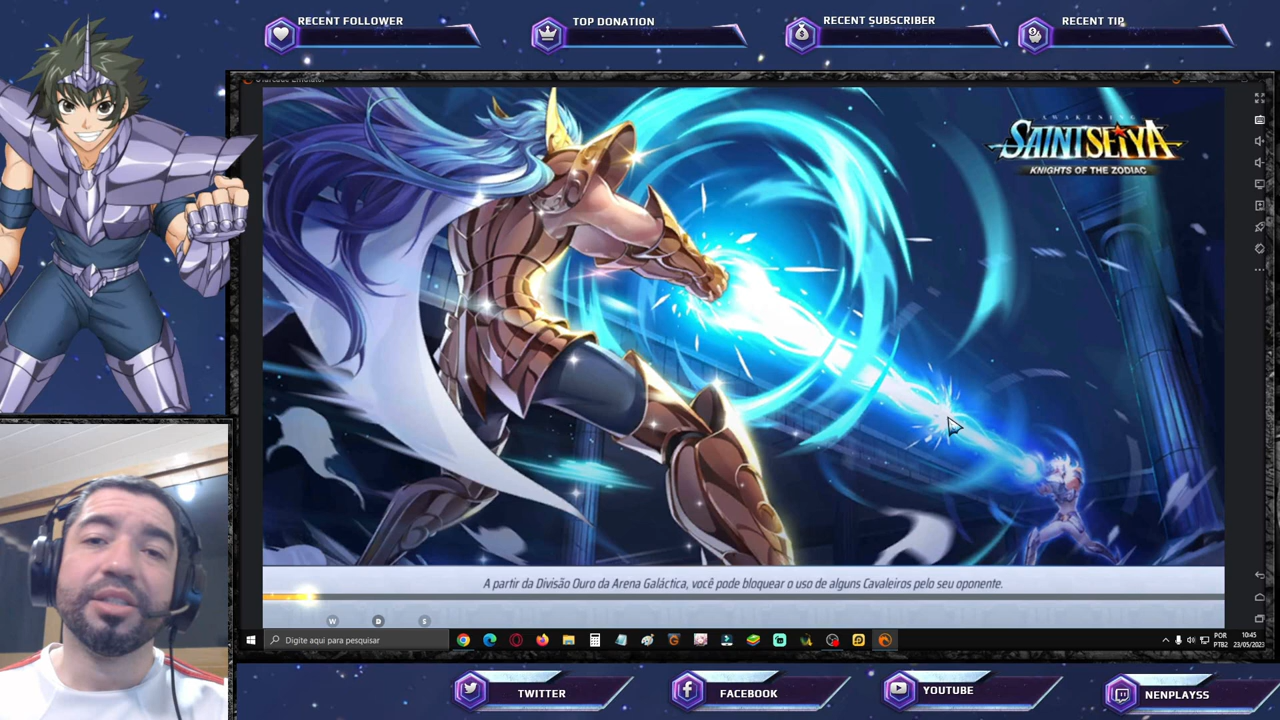 RECENT FOLLOWER
TOP DONATION
RECENT SUBSCRIBER
RECENT TIP
AWAKENING
SAINT SEIYA
KNIGHTS OF THE ZODIAC
A partir da Divisão Ouro da Arena Galáctica, você pode bloquear o uso de alguns Cavaleiros pelo seu oponente.
W D S
Digite aqui para pesquisar
POR
PTB2
10:45
23/05/2023
TWITTER
FACEBOOK
YOUTUBE
NENPLAYSS